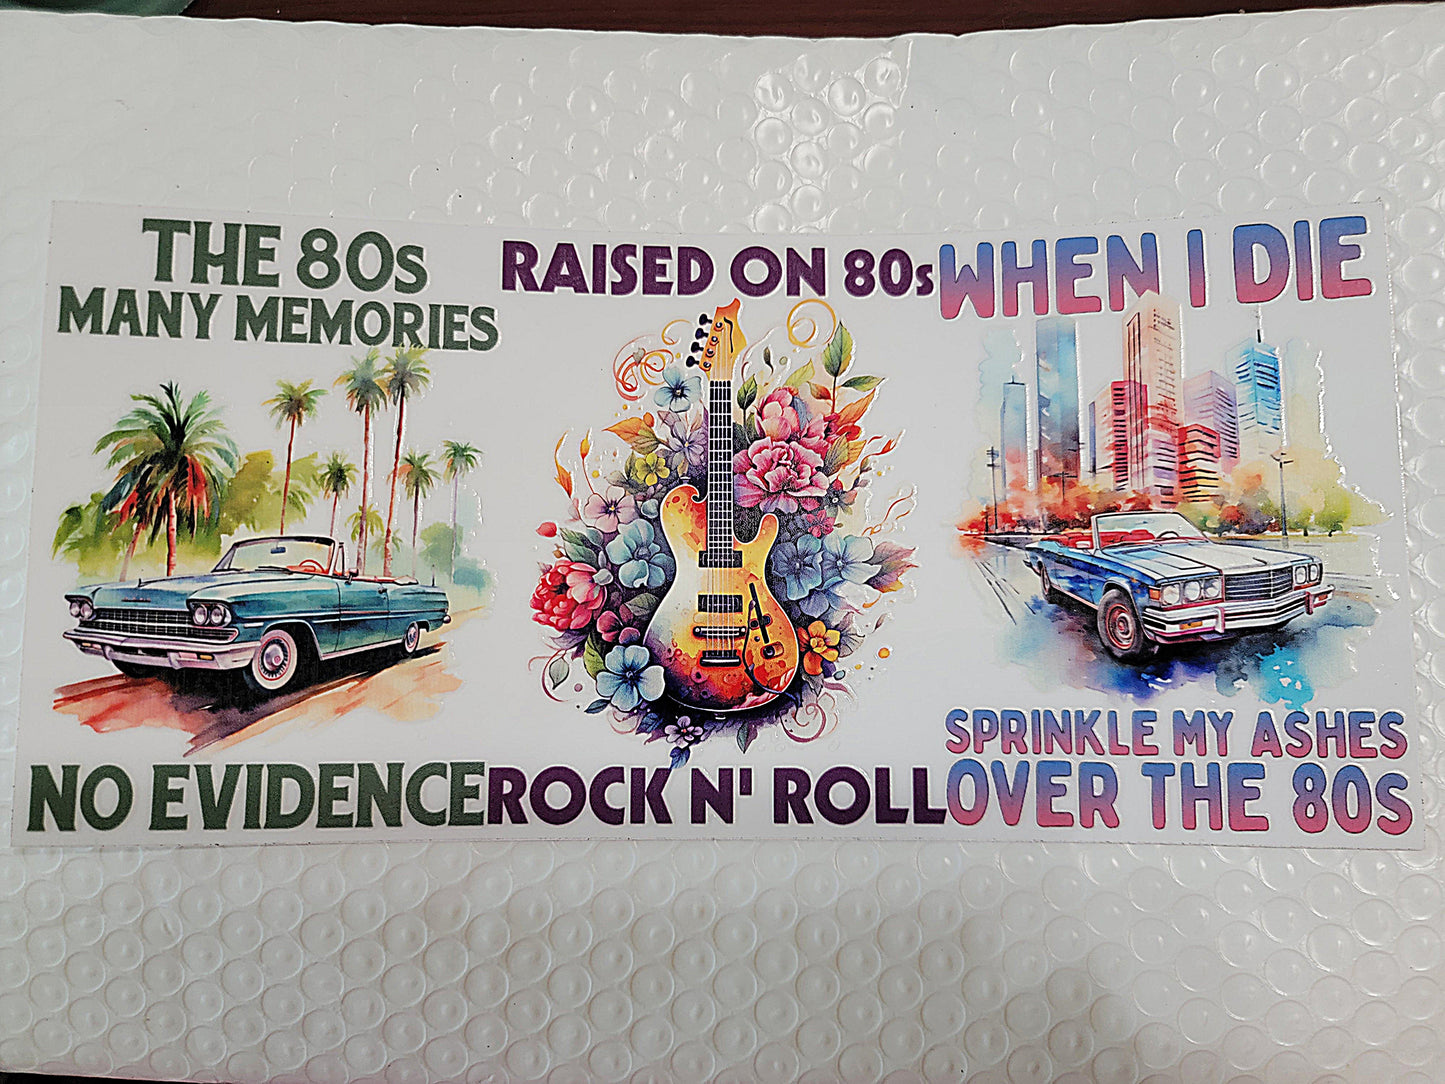 THE 80s
MANY MEMORIES
NO EVIDENCE
RAISED ON 80s
ROCK N' ROLL
WHEN I DIE
SPRINKLE MY ASHES
OVER THE 80s